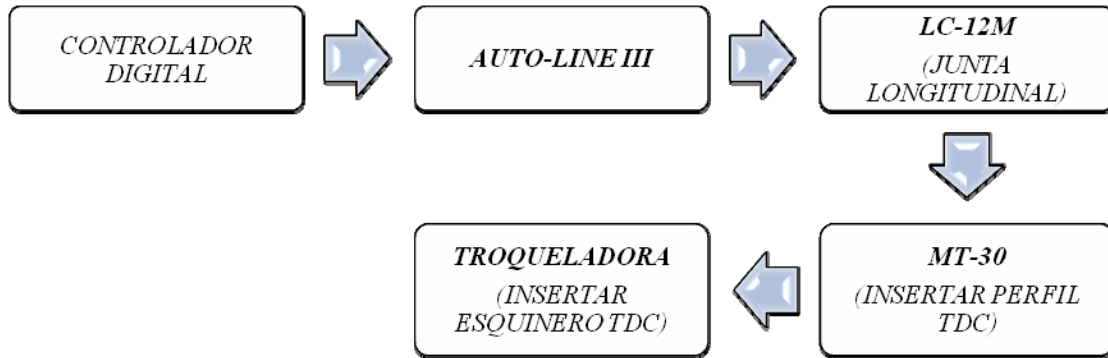 CONTROLADOR
DIGITAL
AUTO-LINE III
LC-12M
(JUNTA
LONGITUDINAL)
TROQUELADORA
(INSERTAR
ESQUINERO TDC)
MT-30
(INSERTAR PERFIL
TDC)